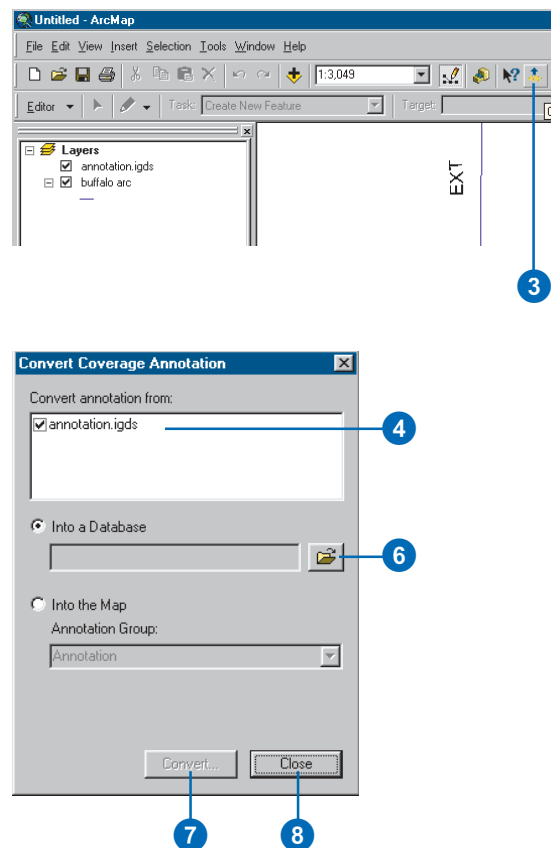 Untitled - ArcMap
File Edit View Insert Selection Tools Window Help
1:3,049
Editor Task: Create New Feature Target:
Layers
annotation.igds
buffalo arc
EXT
3
Convert Coverage Annotation
Convert annotation from:
annotation.igds
4
Into a Database
6
Into the Map
Annotation Group:
Annotation
Convert... Close
7 8